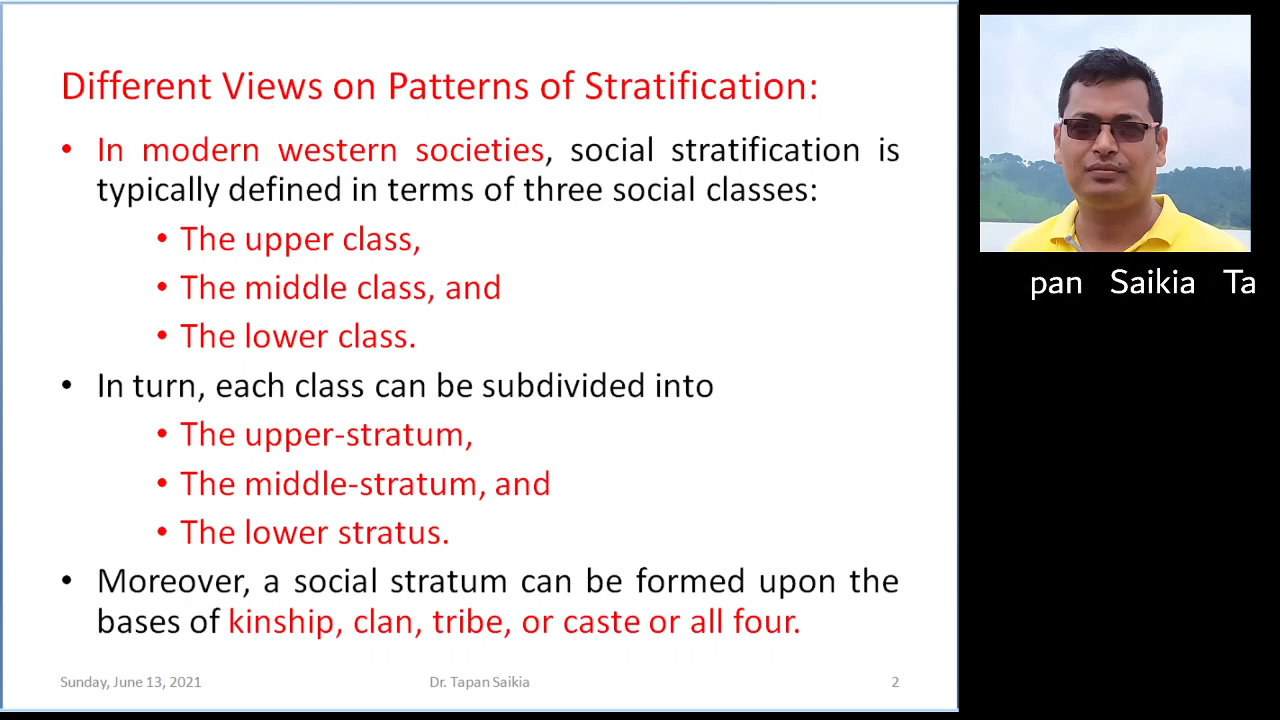 Different Views on Patterns of Stratification:
• In modern western societies, social stratification is
typically defined in terms of three social classes:
• The upper class,
• The middle class, and
• The lower class.
• In turn, each class can be subdivided into
• The upper-stratum,
• The middle-stratum, and
• The lower stratus.
• Moreover, a social stratum can be formed upon the
bases of kinship, clan, tribe, or caste or all four.
Sunday, June 13, 2021 Dr. Tapan Saikia 2
pan Saikia Ta